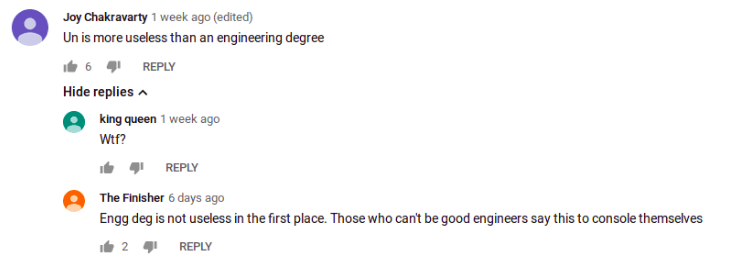 Joy Chakravarty 1 week ago (edited)
Un is more useless than an engineering degree
6 REPLY
Hide replies
king queen 1 week ago
Wtf?
REPLY
The Finisher 6 days ago
Engg deg is not useless in the first place. Those who can't be good engineers say this to console themselves
2 REPLY